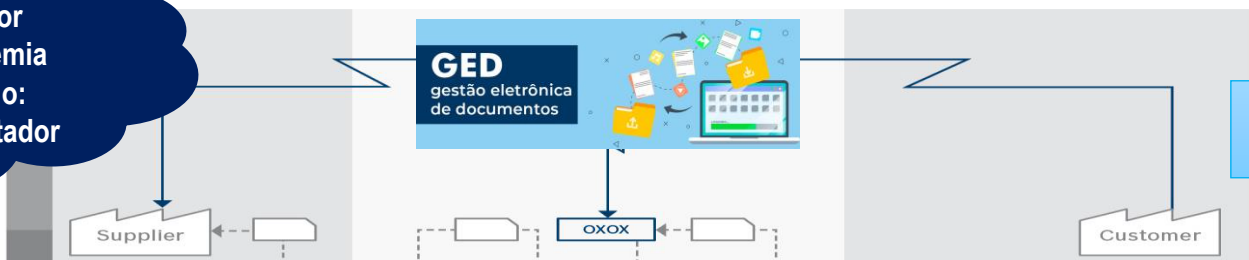 or
emia
o:
tador
GED
gestão eletrônica
de documentos
Supplier
OXOX
Customer